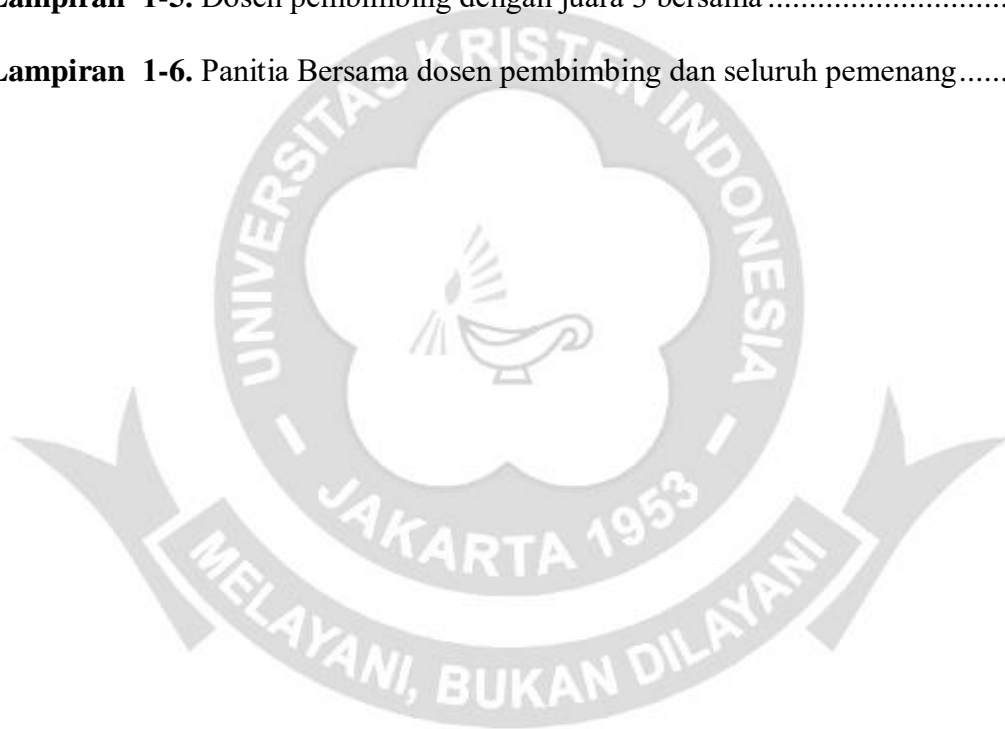 Lampiran 1-5. Dosen pembimbing dengan juara 3 bersama...........................
Lampiran 1-6. Panitia Bersama dosen pembimbing dan seluruh pemenang......
UNIVERSITAS KRISTEN INDONESIA
- JAKARTA 1953 -
MELAYANI, BUKAN DILAYANI